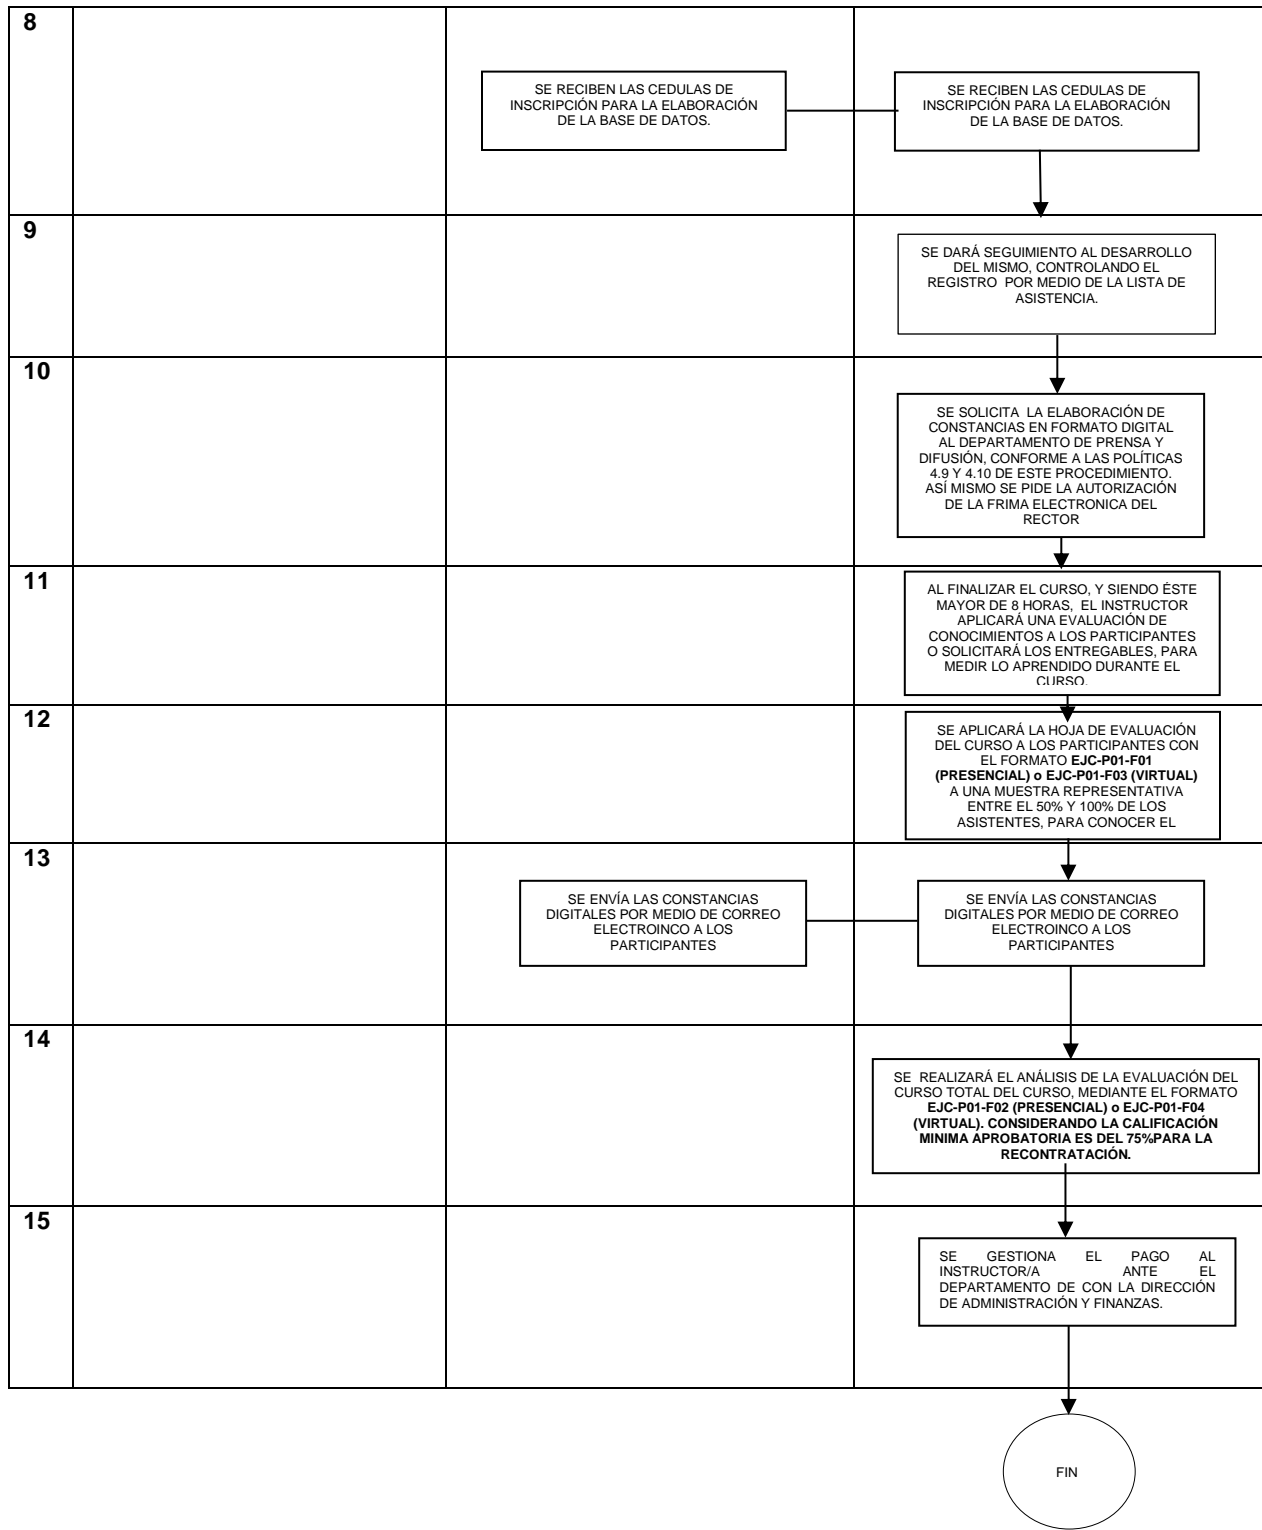 8
SE RECIBEN LAS CEDULAS DE
INSCRIPCIÓN PARA LA ELABORACIÓN
DE LA BASE DE DATOS.
SE RECIBEN LAS CEDULAS DE
INSCRIPCIÓN PARA LA ELABORACIÓN
DE LA BASE DE DATOS.
9
SE DARÁ SEGUIMIENTO AL DESARROLLO
DEL MISMO, CONTROLANDO EL
REGISTRO POR MEDIO DE LA LISTA DE
ASISTENCIA.
10
SE SOLICITA LA ELABORACIÓN DE
CONSTANCIAS EN FORMATO DIGITAL
AL DEPARTAMENTO DE PRENSA Y
DIFUSIÓN, CONFORME A LAS POLÍTICAS
4.9 Y 4.10 DE ESTE PROCEDIMIENTO.
ASÍ MISMO SE PIDE LA AUTORIZACIÓN
DE LA FRIMA ELECTRONICA DEL
RECTOR
11
AL FINALIZAR EL CURSO, Y SIENDO ÉSTE
MAYOR DE 8 HORAS, EL INSTRUCTOR
APLICARÁ UNA EVALUACIÓN DE
CONOCIMIENTOS A LOS PARTICIPANTES
O SOLICITARÁ LOS ENTREGABLES, PARA
MEDIR LO APRENDIDO DURANTE EL
CURSO.
12
SE APLICARÁ LA HOJA DE EVALUACIÓN
DEL CURSO A LOS PARTICIPANTES CON
EL FORMATO EJC-P01-F01
(PRESENCIAL) o EJC-P01-F03 (VIRTUAL)
A UNA MUESTRA REPRESENTATIVA
ENTRE EL 50% Y 100% DE LOS
ASISTENTES, PARA CONOCER EL
13
SE ENVÍA LAS CONSTANCIAS
DIGITALES POR MEDIO DE CORREO
ELECTROINCO A LOS
PARTICIPANTES
SE ENVÍA LAS CONSTANCIAS
DIGITALES POR MEDIO DE CORREO
ELECTROINCO A LOS
PARTICIPANTES
14
SE REALIZARÁ EL ANÁLISIS DE LA EVALUACIÓN DEL
CURSO TOTAL DEL CURSO, MEDIANTE EL FORMATO
EJC-P01-F02 (PRESENCIAL) o EJC-P01-F04
(VIRTUAL). CONSIDERANDO LA CALIFICACIÓN
MINIMA APROBATORIA ES DEL 75%PARA LA
RECONTRATACIÓN.
15
SE GESTIONA EL PAGO AL
INSTRUCTOR/A ANTE EL
DEPARTAMENTO DE CON LA DIRECCIÓN
DE ADMINISTRACIÓN Y FINANZAS.
FIN